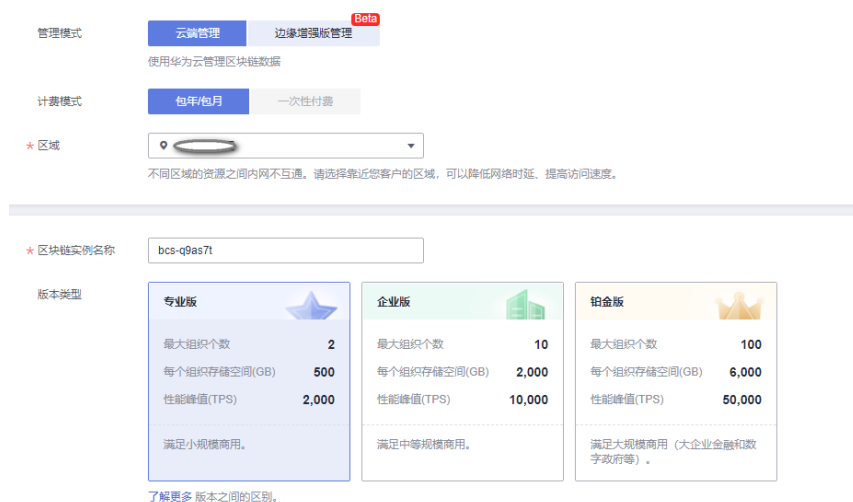 Beta
管理模式 云端管理 边缘增强版管理
使用华为云管理区块链数据
计费模式 包年/包月 一次性付费
* 区域
不同区域的资源之间内网不互通。请选择靠近您客户的区域，可以降低网络时延、提高访问速度。
* 区块链实例名称 bcs-q9as7t
版本类型 专业版 企业版 铂金版
最大组织个数 2 最大组织个数 10 最大组织个数 100
每个组织存储空间(GB) 500 每个组织存储空间(GB) 2,000 每个组织存储空间(GB) 6,000
性能峰值(TPS) 2,000 性能峰值(TPS) 10,000 性能峰值(TPS) 50,000
满足小规模商用。 满足中等规模商用。 满足大规模商用（大企业金融和数
字政府等）。
了解更多 版本之间的区别。